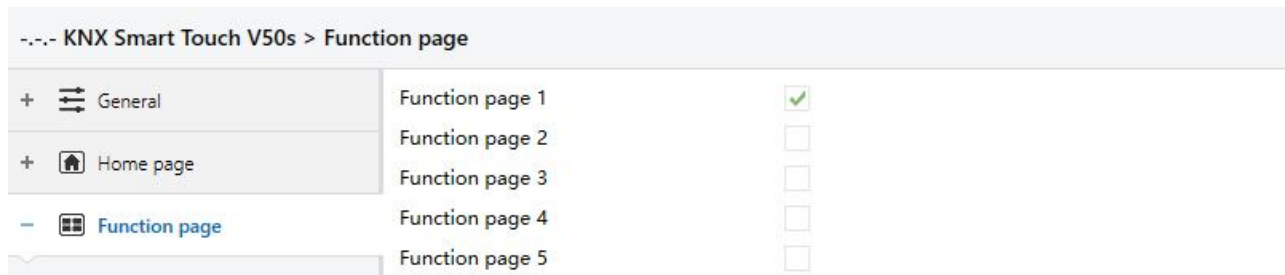 -.-.- KNX Smart Touch V50s > Function page
+ General
+ Home page
− Function page
Function page 1
Function page 2
Function page 3
Function page 4
Function page 5